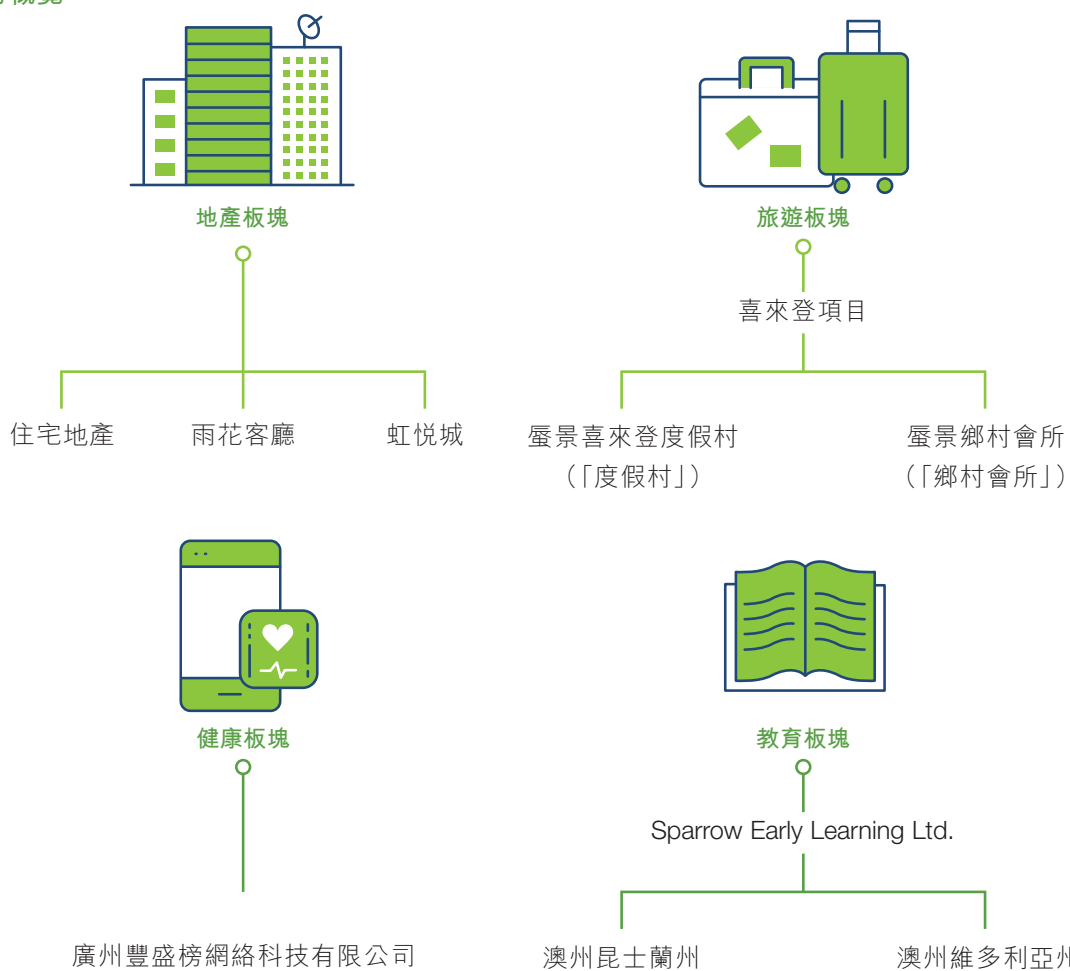 概覽
地產板塊
旅遊板塊
喜來登項目
住宅地產
雨花客廳
虹悦城
蜃景喜來登度假村
（「度假村」）
蜃景鄉村會所
（「鄉村會所」）
健康板塊
教育板塊
Sparrow Early Learning Ltd.
廣州豐盛榜網絡科技有限公司
澳州昆士蘭州
澳州維多利亞州